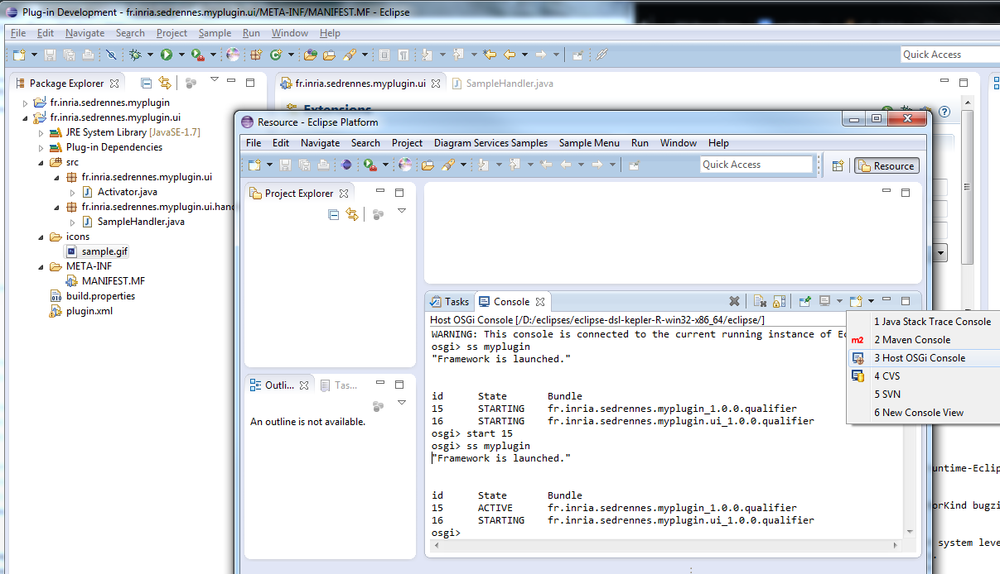 Plug-in Development - fr.inria.sedrennes.myplugin.ui/META-INF/MANIFEST.MF - Eclipse
File Edit Navigate Search Project Sample Run Window Help
Quick Access
Package Explorer
fr.inria.sedrennes.myplugin
fr.inria.sedrennes.myplugin.ui
JRE System Library [JavaSE-1.7]
Plug-in Dependencies
src
fr.inria.sedrennes.myplugin.ui
Activator.java
fr.inria.sedrennes.myplugin.ui.hand
SampleHandler.java
icons
sample.gif
META-INF
MANIFEST.MF
build.properties
plugin.xml
fr.inria.sedrennes.myplugin.ui SampleHandler.java
Extensions
Resource - Eclipse Platform
File Edit Navigate Search Project Diagram Services Samples Sample Menu Run Window Help
Quick Access Resource
Project Explorer
Outli... Tas...
An outline is not available.
Tasks Console
Host OSGi Console [/D:/eclipses/eclipse-dsl-kepler-R-win32-x86_64/eclipse/]
WARNING: This console is connected to the current running instance of Ec
osgi> ss myplugin
"Framework is launched."
id State Bundle
15 STARTING fr.inria.sedrennes.myplugin_1.0.0.qualifier
16 STARTING fr.inria.sedrennes.myplugin.ui_1.0.0.qualifier
osgi> start 15
osgi> ss myplugin
"Framework is launched."
id State Bundle
15 ACTIVE fr.inria.sedrennes.myplugin_1.0.0.qualifier
16 STARTING fr.inria.sedrennes.myplugin.ui_1.0.0.qualifier
osgi>
1 Java Stack Trace Console
m2 2 Maven Console
3 Host OSGi Console
4 CVS
5 SVN
6 New Console View
untime-Eclip
orKind bugzi
system leve